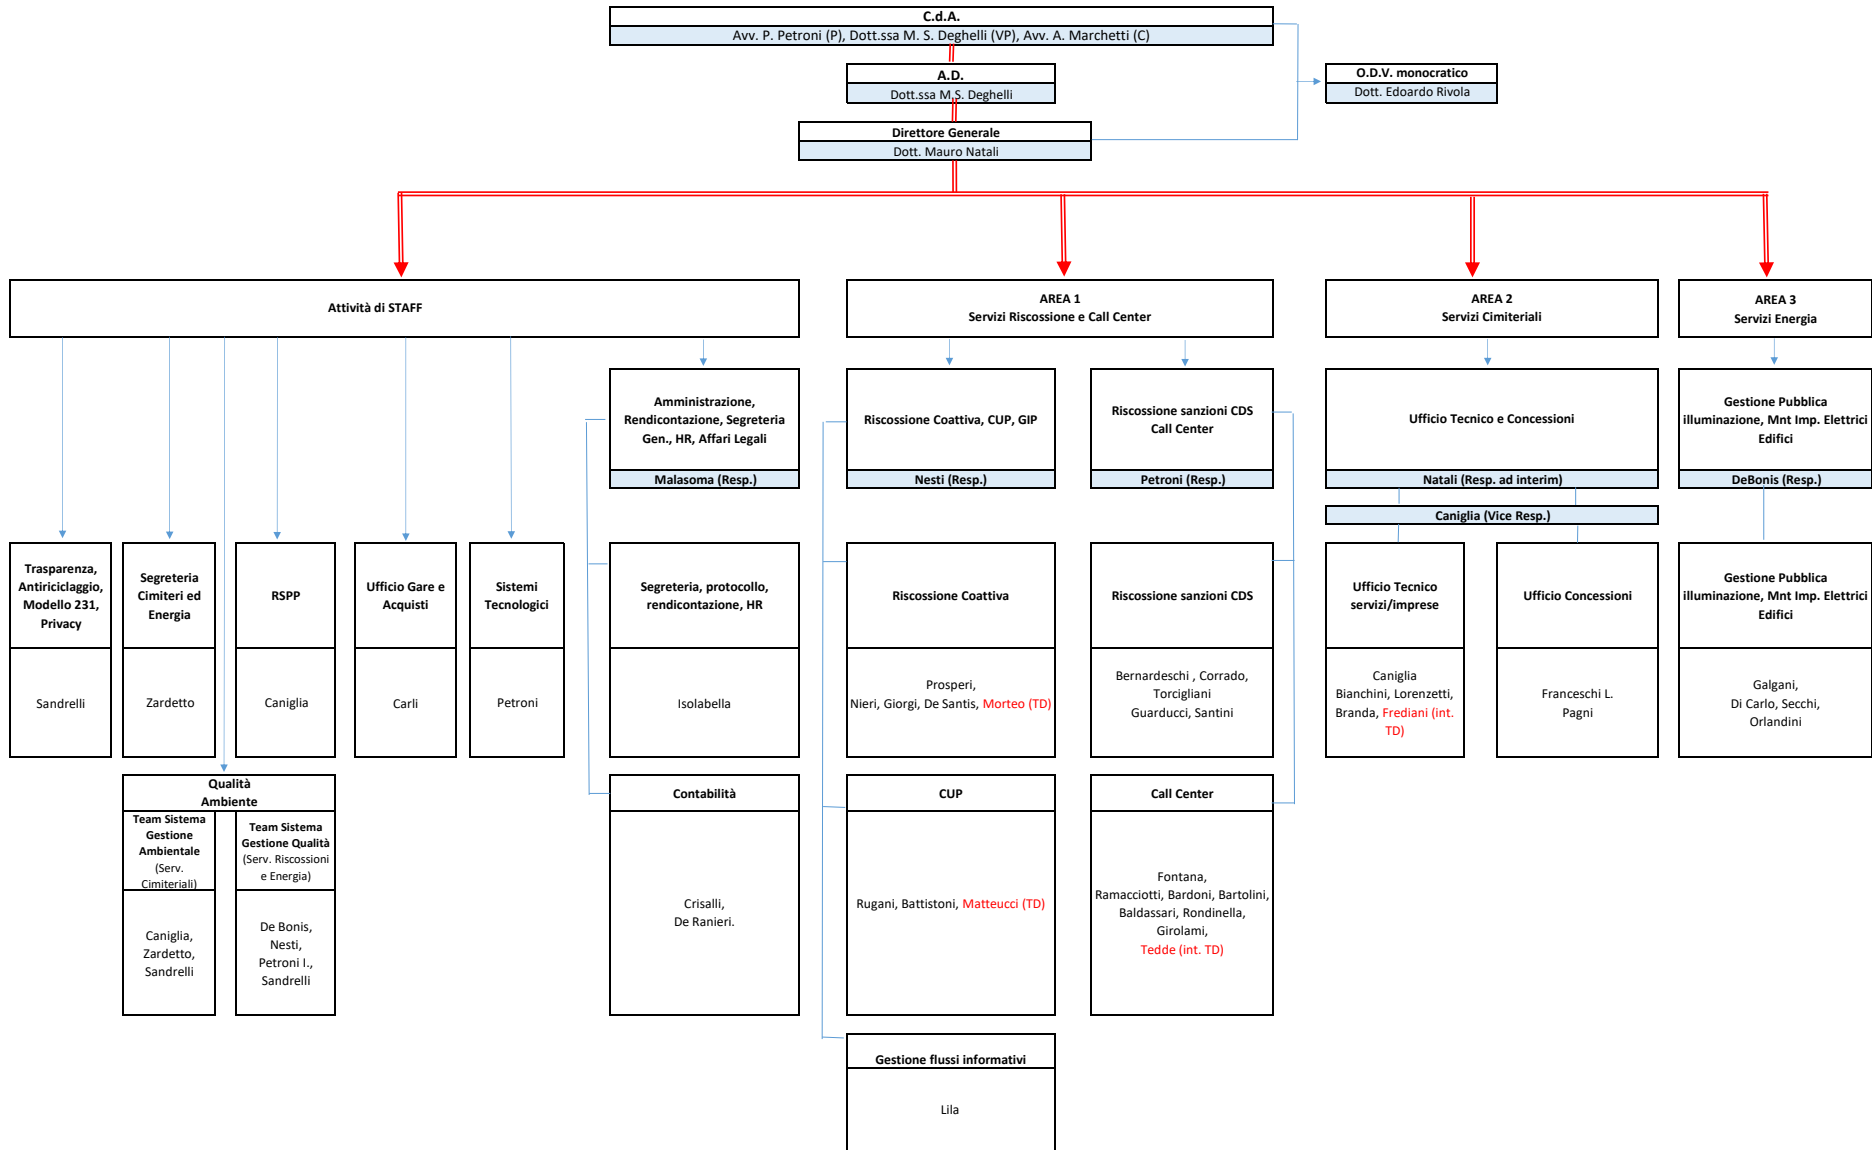 C.d.A.
Avv. P. Petroni (P), Dott.ssa M. S. Deghelli (VP), Avv. A. Marchetti (C)
A.D.
Dott.ssa M.S. Deghelli
O.D.V. monocratico
Dott. Edoardo Rivola
Direttore Generale
Dott. Mauro Natali
Attività di STAFF
AREA 1
Servizi Riscossione e Call Center
AREA 2
Servizi Cimiteriali
AREA 3
Servizi Energia
Amministrazione,
Rendicontazione, Segreteria
Gen., HR, Affari Legali
Malasoma (Resp.)
Riscossione Coattiva, CUP, GIP
Nesti (Resp.)
Riscossione sanzioni CDS
Call Center
Petroni (Resp.)
Ufficio Tecnico e Concessioni
Natali (Resp. ad interim)
Caniglia (Vice Resp.)
Gestione Pubblica
illuminazione, Mnt Imp. Elettrici
Edifici
DeBonis (Resp.)
Trasparenza,
Antiriciclaggio,
Modello 231,
Privacy
Sandrelli
Segreteria
Cimiteri ed
Energia
Zardetto
RSPP
Caniglia
Ufficio Gare e
Acquisti
Carli
Sistemi
Tecnologici
Petroni
Segreteria, protocollo,
rendicontazione, HR
Isolabella
Riscossione Coattiva
Prosperi,
Nieri, Giorgi, De Santis, Morteo (TD)
Riscossione sanzioni CDS
Bernardeschi , Corrado,
Torcigliani
Guarducci, Santini
Ufficio Tecnico
servizi/imprese
Caniglia
Bianchini, Lorenzetti,
Branda, Frediani (int.
TD)
Ufficio Concessioni
Franceschi L.
Pagni
Gestione Pubblica
illuminazione, Mnt Imp. Elettrici
Edifici
Galgani,
Di Carlo, Secchi,
Orlandini
Qualità
Ambiente
Team Sistema
Gestione
Ambientale
(Serv.
Cimiteriali)
Caniglia,
Zardetto,
Sandrelli
Team Sistema
Gestione Qualità
(Serv. Riscossioni
e Energia)
De Bonis,
Nesti,
Petroni I.,
Sandrelli
Contabilità
Crisalli,
De Ranieri.
CUP
Rugani, Battistoni, Matteucci (TD)
Call Center
Fontana,
Ramacciotti, Bardoni, Bartolini,
Baldassari, Rondinella,
Girolami,
Tedde (int. TD)
Gestione flussi informativi
Lila